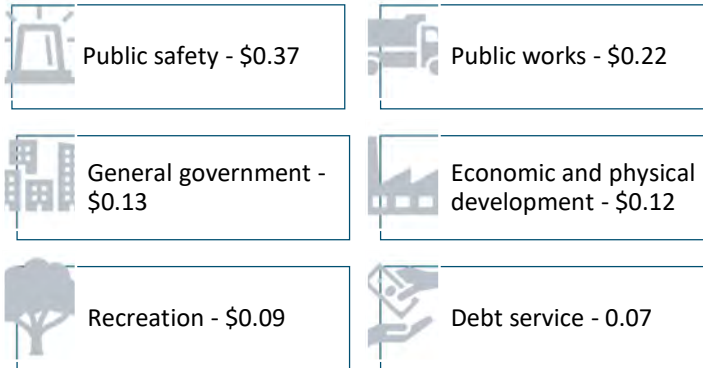 Public safety - $0.37
Public works - $0.22
General government -
$0.13
Economic and physical
development - $0.12
Recreation - $0.09
Debt service - 0.07